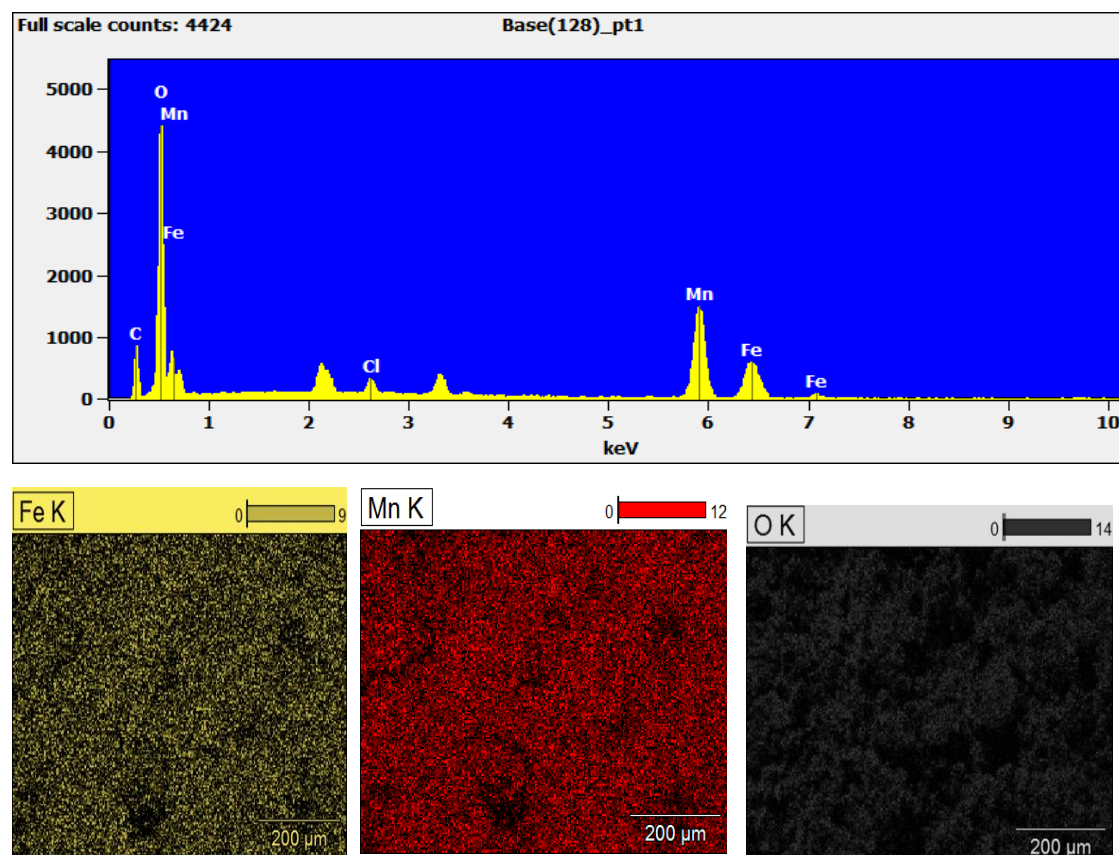 Full scale counts: 4424 Base(128)_pt1
5000
4000
3000
2000
1000
0
O
Mn
Fe
C
Cl
Mn
Fe
Fe
0 1 2 3 4 5 6 7 8 9 10
keV
Fe K 0 9
Mn K 0 12
O K 0 14
200 µm
200 µm
200 µm